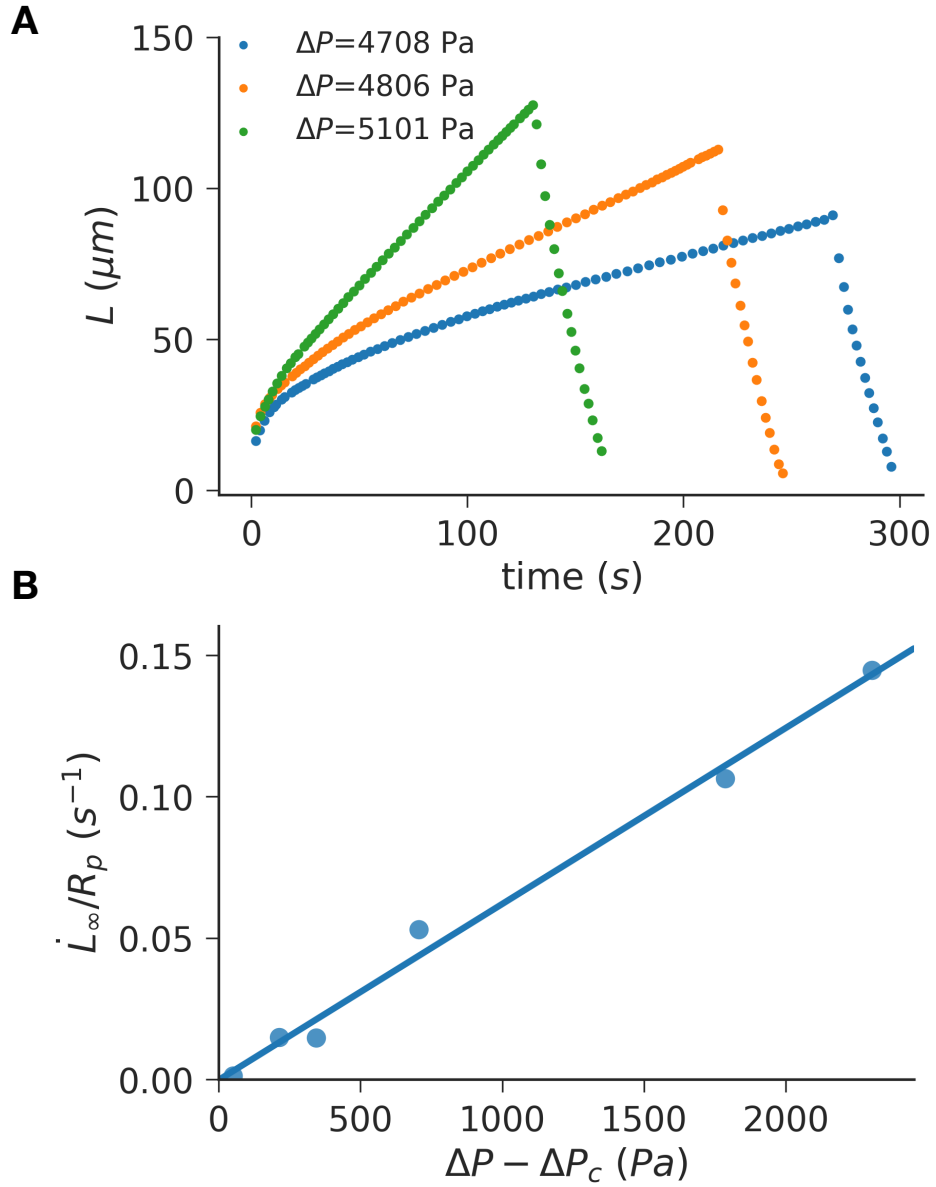 A
150
100
50
0
L (μm)
ΔP=4708 Pa
ΔP=4806 Pa
ΔP=5101 Pa
0 100 200 300
time (s)
B
0.15
0.10
0.05
0.00
L̇∞/Rp (s⁻¹)
0 500 1000 1500 2000
ΔP − ΔPc (Pa)